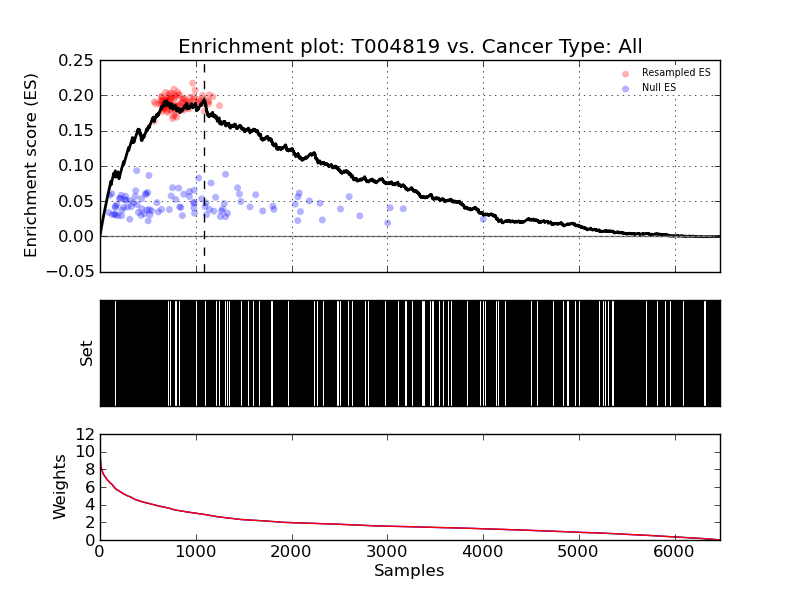 Enrichment plot: T004819 vs. Cancer Type: All
Enrichment score (ES)
0.25
0.20
0.15
0.10
0.05
0.00
−0.05
Resampled ES
Null ES
Set
Weights
12
10
8
6
4
2
0
0 1000 2000 3000 4000 5000 6000
Samples